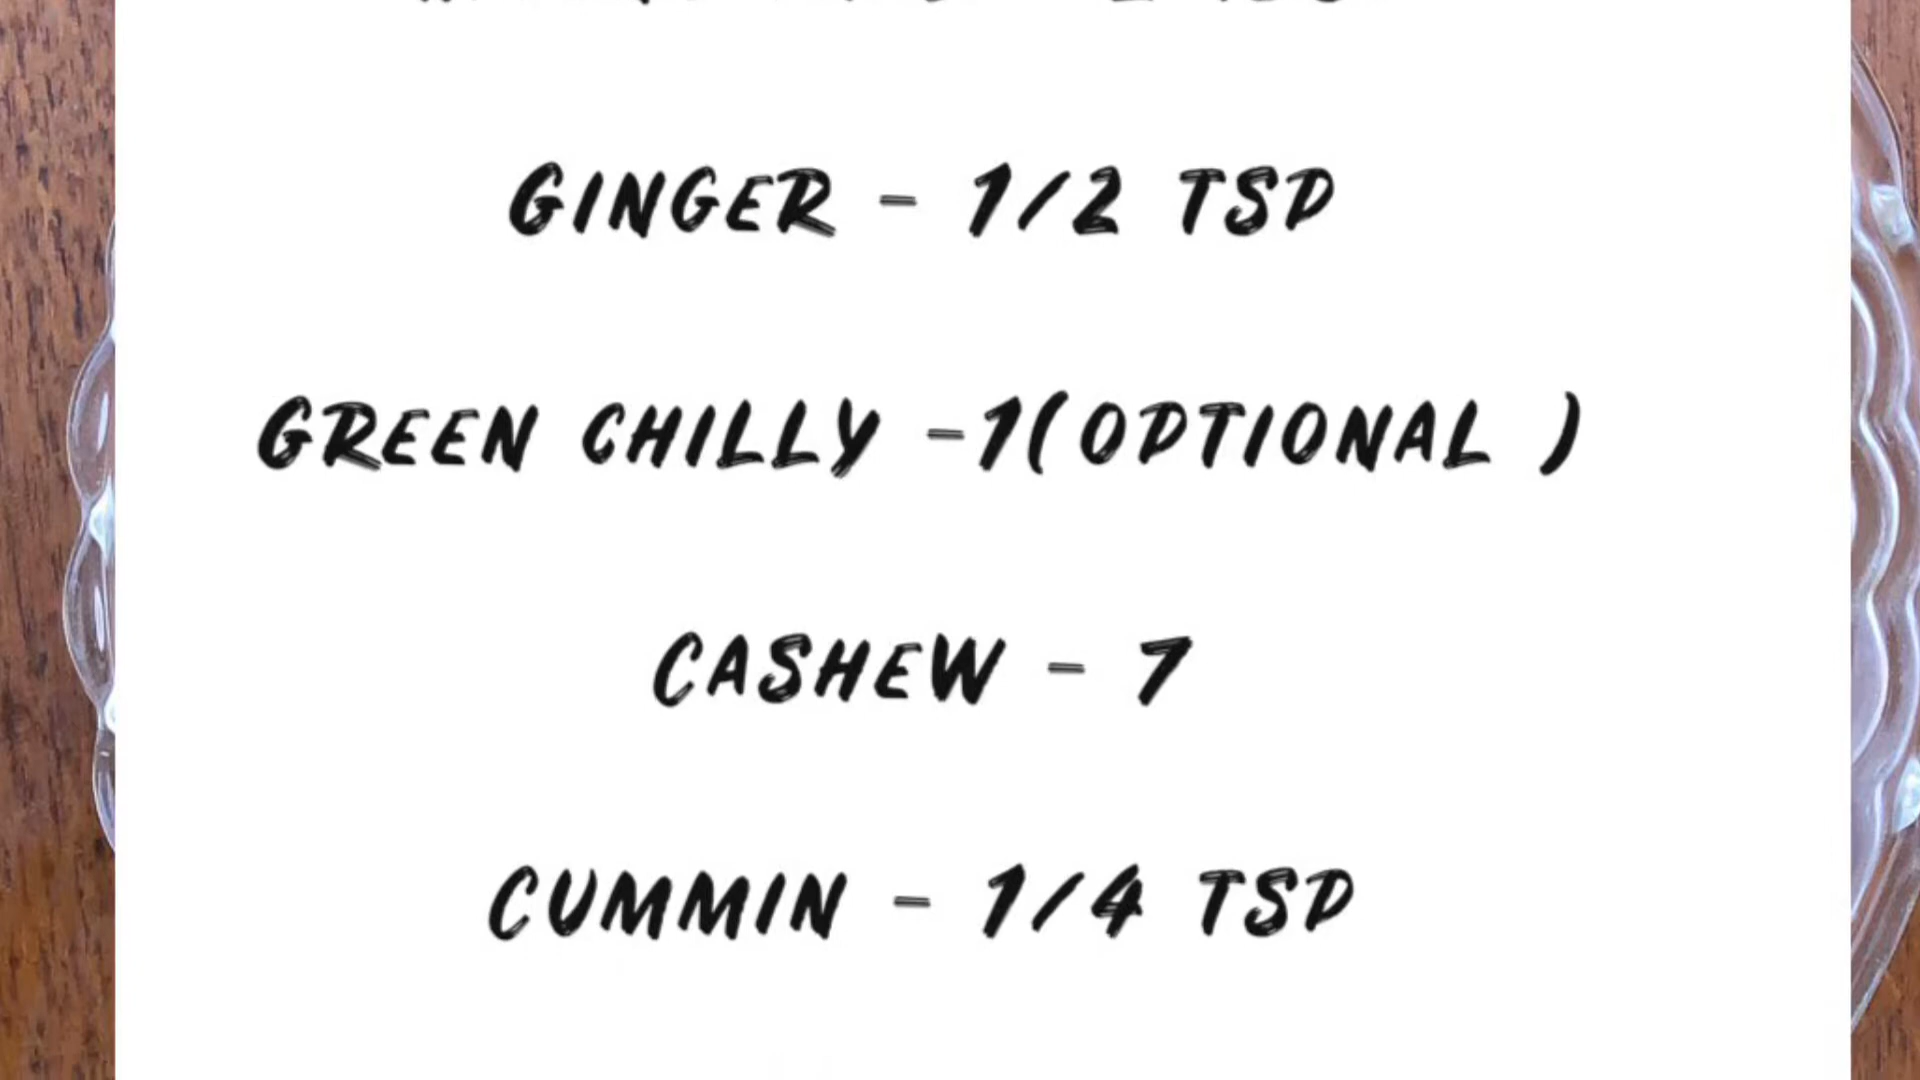 GINGER - 1/2 TSP
GREEN CHILLY -1(OPTIONAL )
CASHEW - 7
CUMMIN - 1/4 TSP